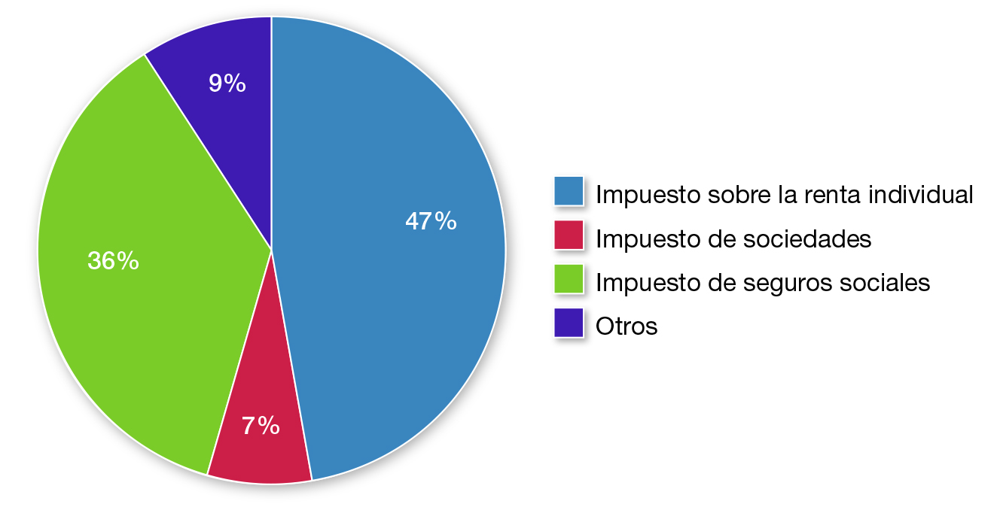 9%
47%
36%
7%
Impuesto sobre la renta individual
Impuesto de sociedades
Impuesto de seguros sociales
Otros